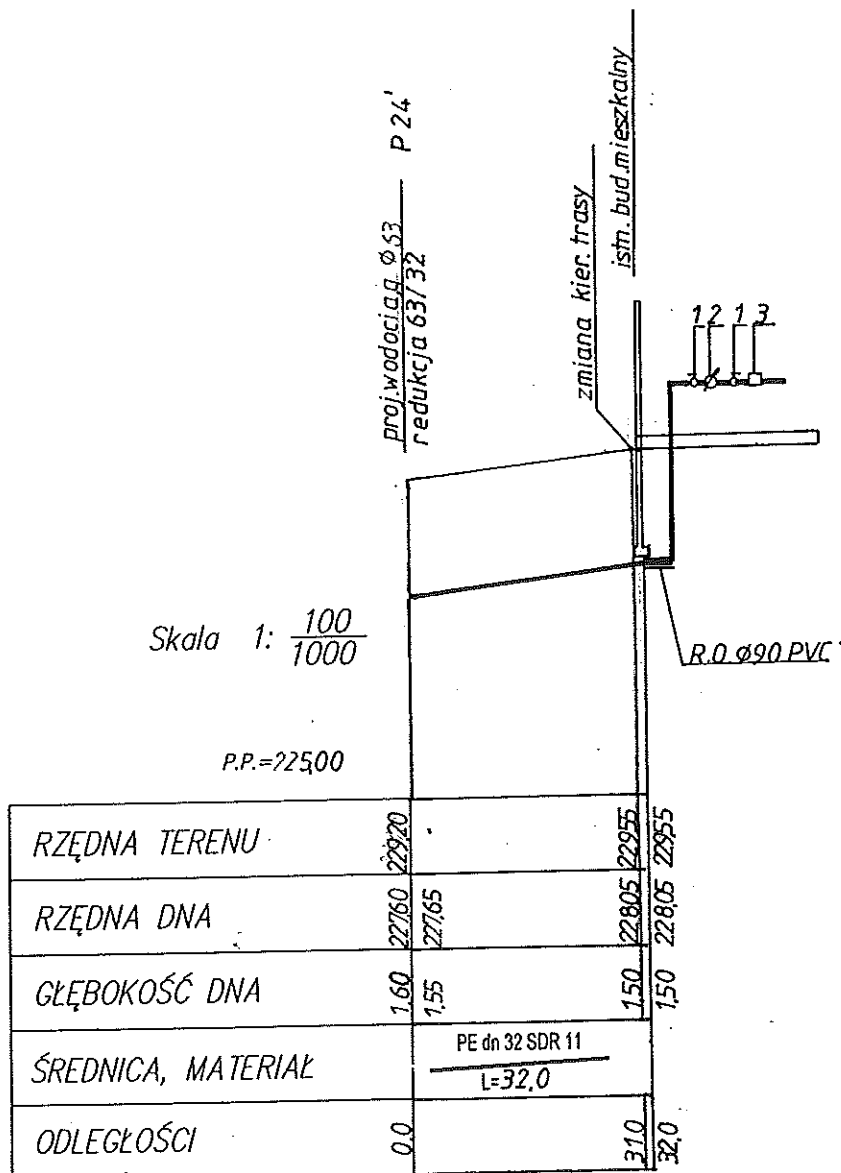 P 24'
proj.wodociąg Ø 63
redukcja 63/32
zmiana kier. trasy
istn. bud.mieszkalny
1 2 1 3
Skala 1: 100/1000
R.O. Ø90 PVC
P.P.=225,00
RZĘDNA TERENU 229,20 229,55 229,55
RZĘDNA DNA 227,60 227,65 228,05 228,05
GŁĘBOKOŚĆ DNA 1,60 1,55 1,50 1,50
ŚREDNICA, MATERIAŁ PE dn 32 SDR 11
L=32,0
ODLEGŁOŚCI 0,0 31,0 32,0